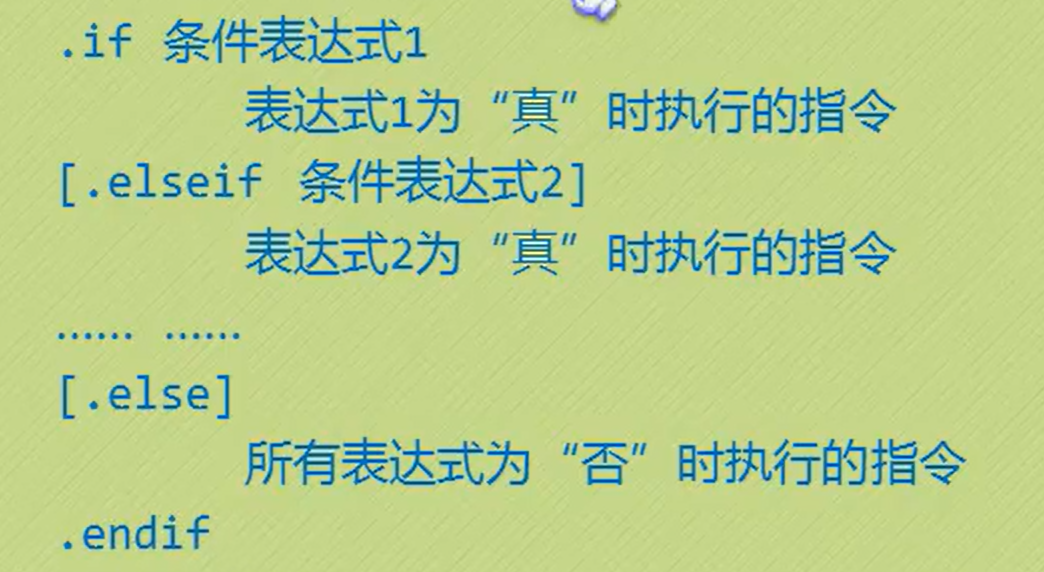 .if 条件表达式1
表达式1为“真”时执行的指令
[.elseif 条件表达式2]
表达式2为“真”时执行的指令
…… ……
[.else]
所有表达式为“否”时执行的指令
.endif